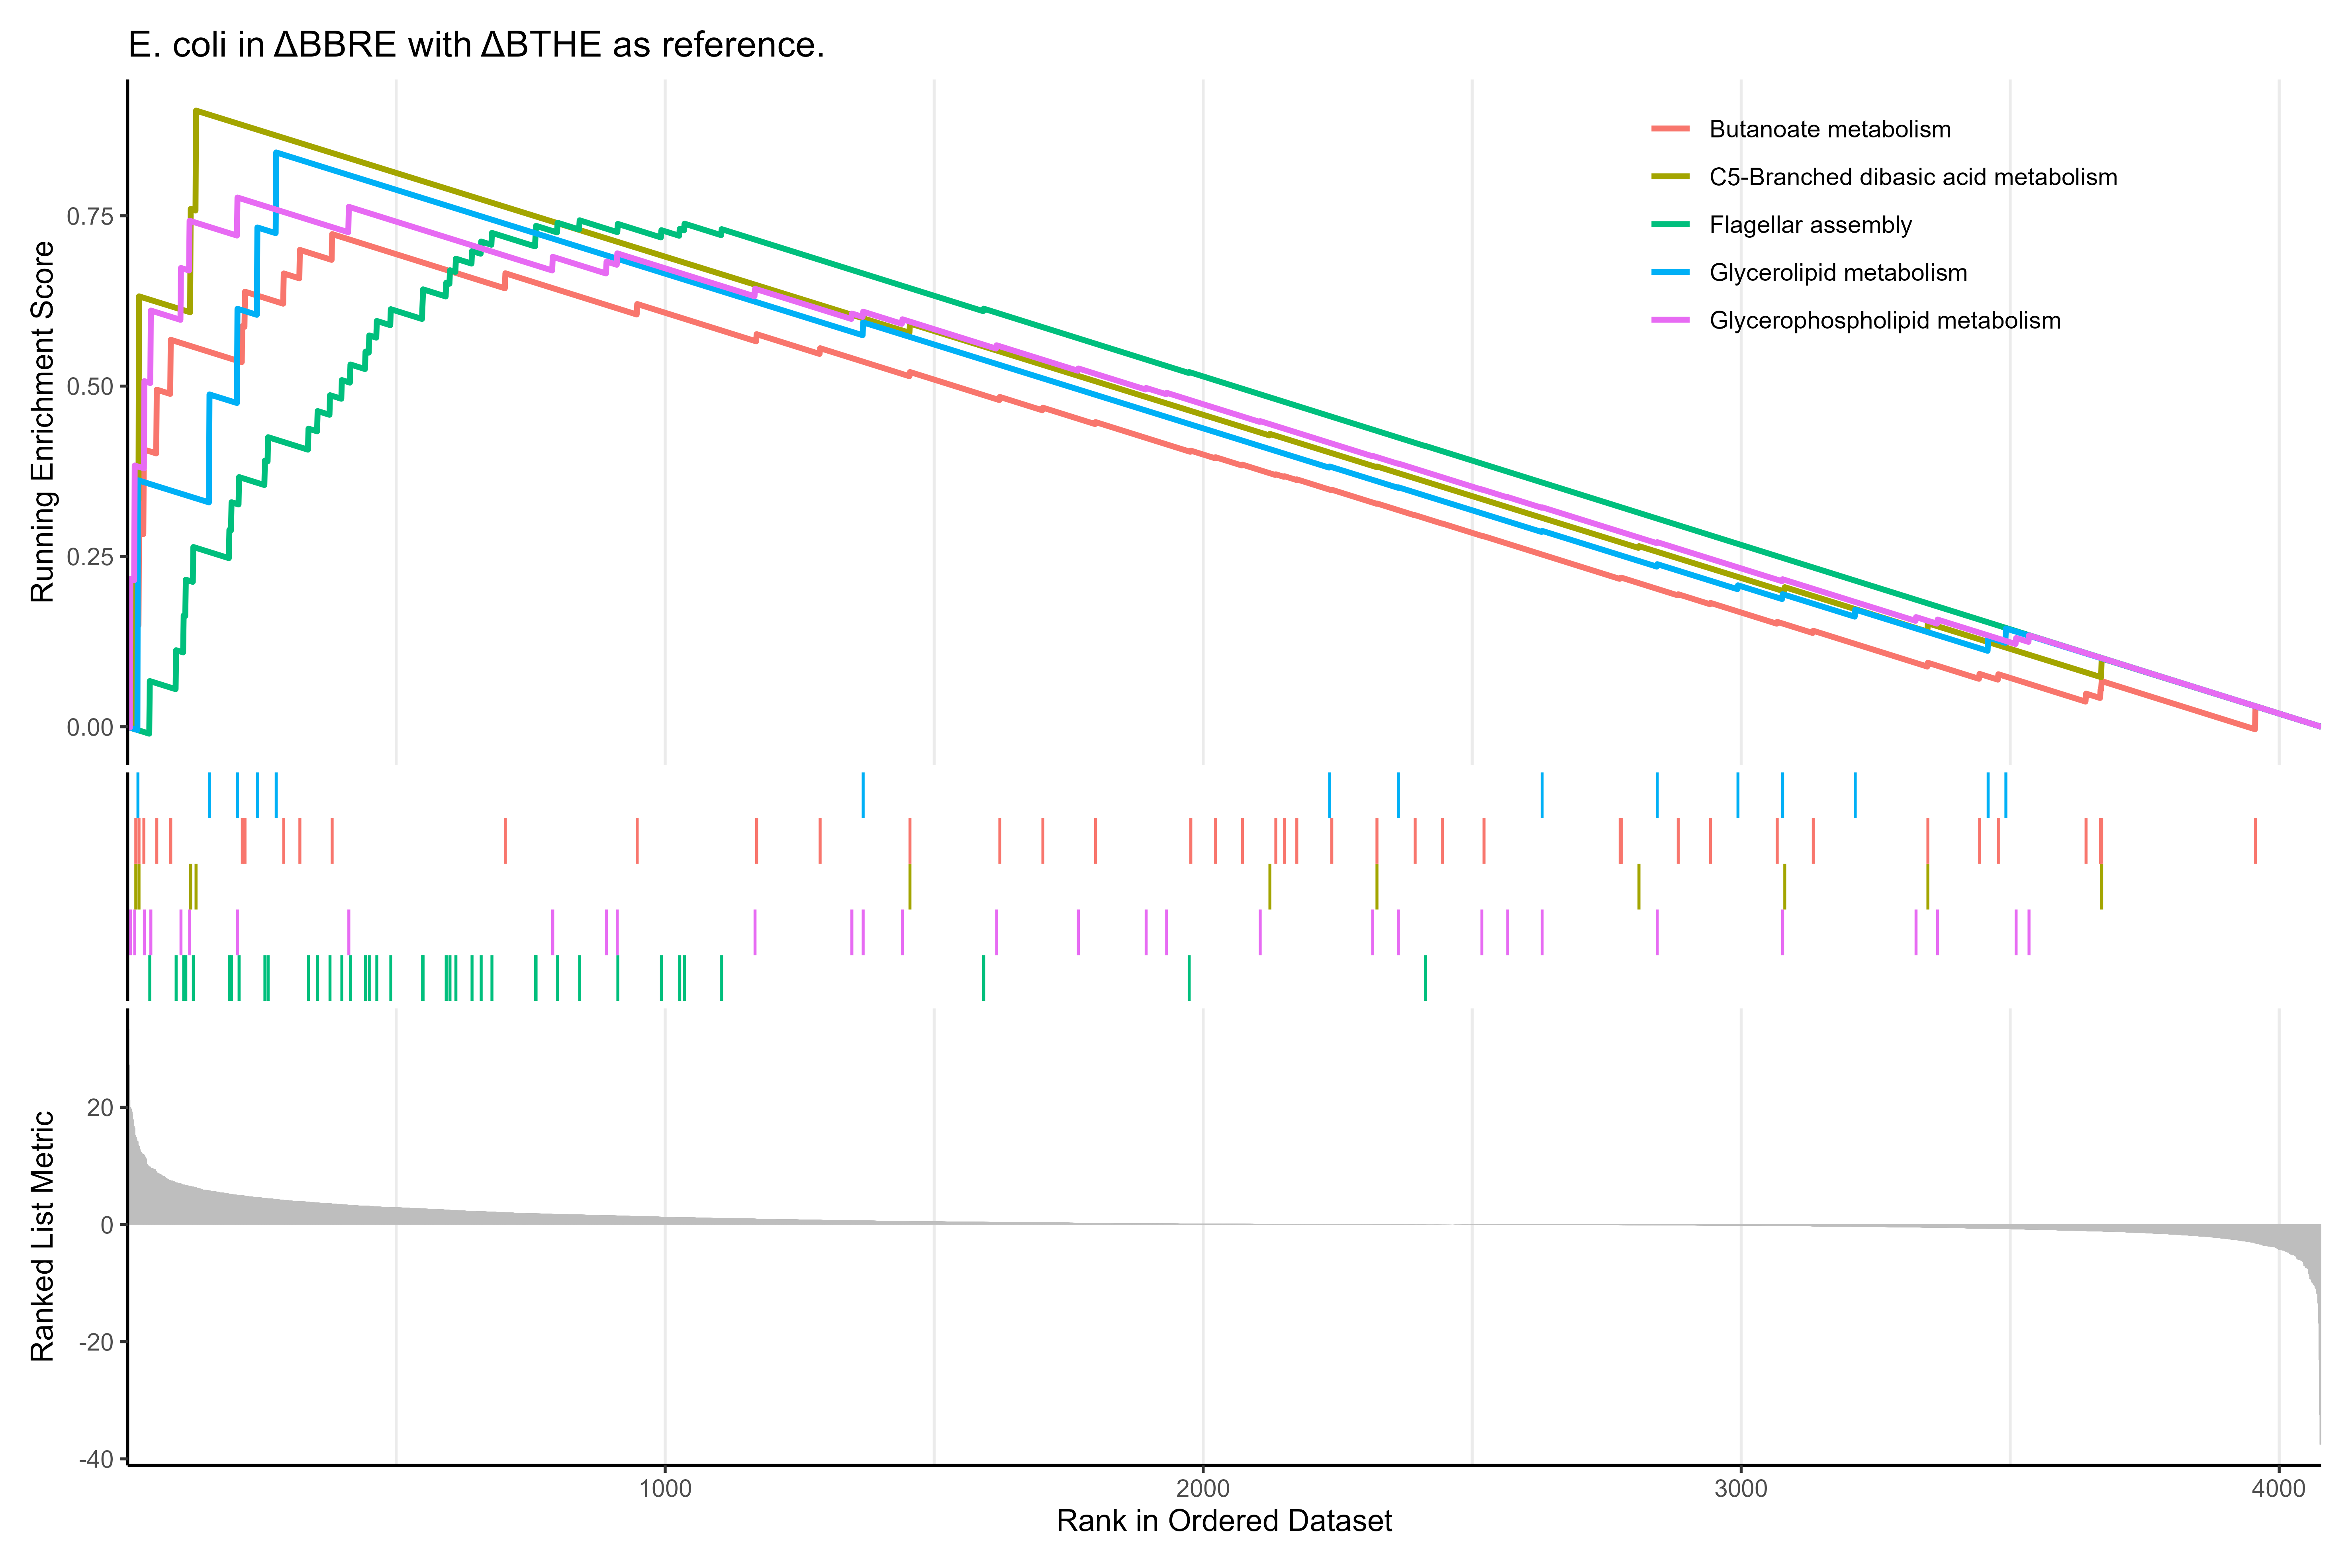 E. coli in ΔBBRE with ΔBTHE as reference.
Running Enrichment Score
0.75
0.50
0.25
0.00
Butanoate metabolism
C5-Branched dibasic acid metabolism
Flagellar assembly
Glycerolipid metabolism
Glycerophospholipid metabolism
Ranked List Metric
20
0
-20
-40
1000
2000
3000
4000
Rank in Ordered Dataset